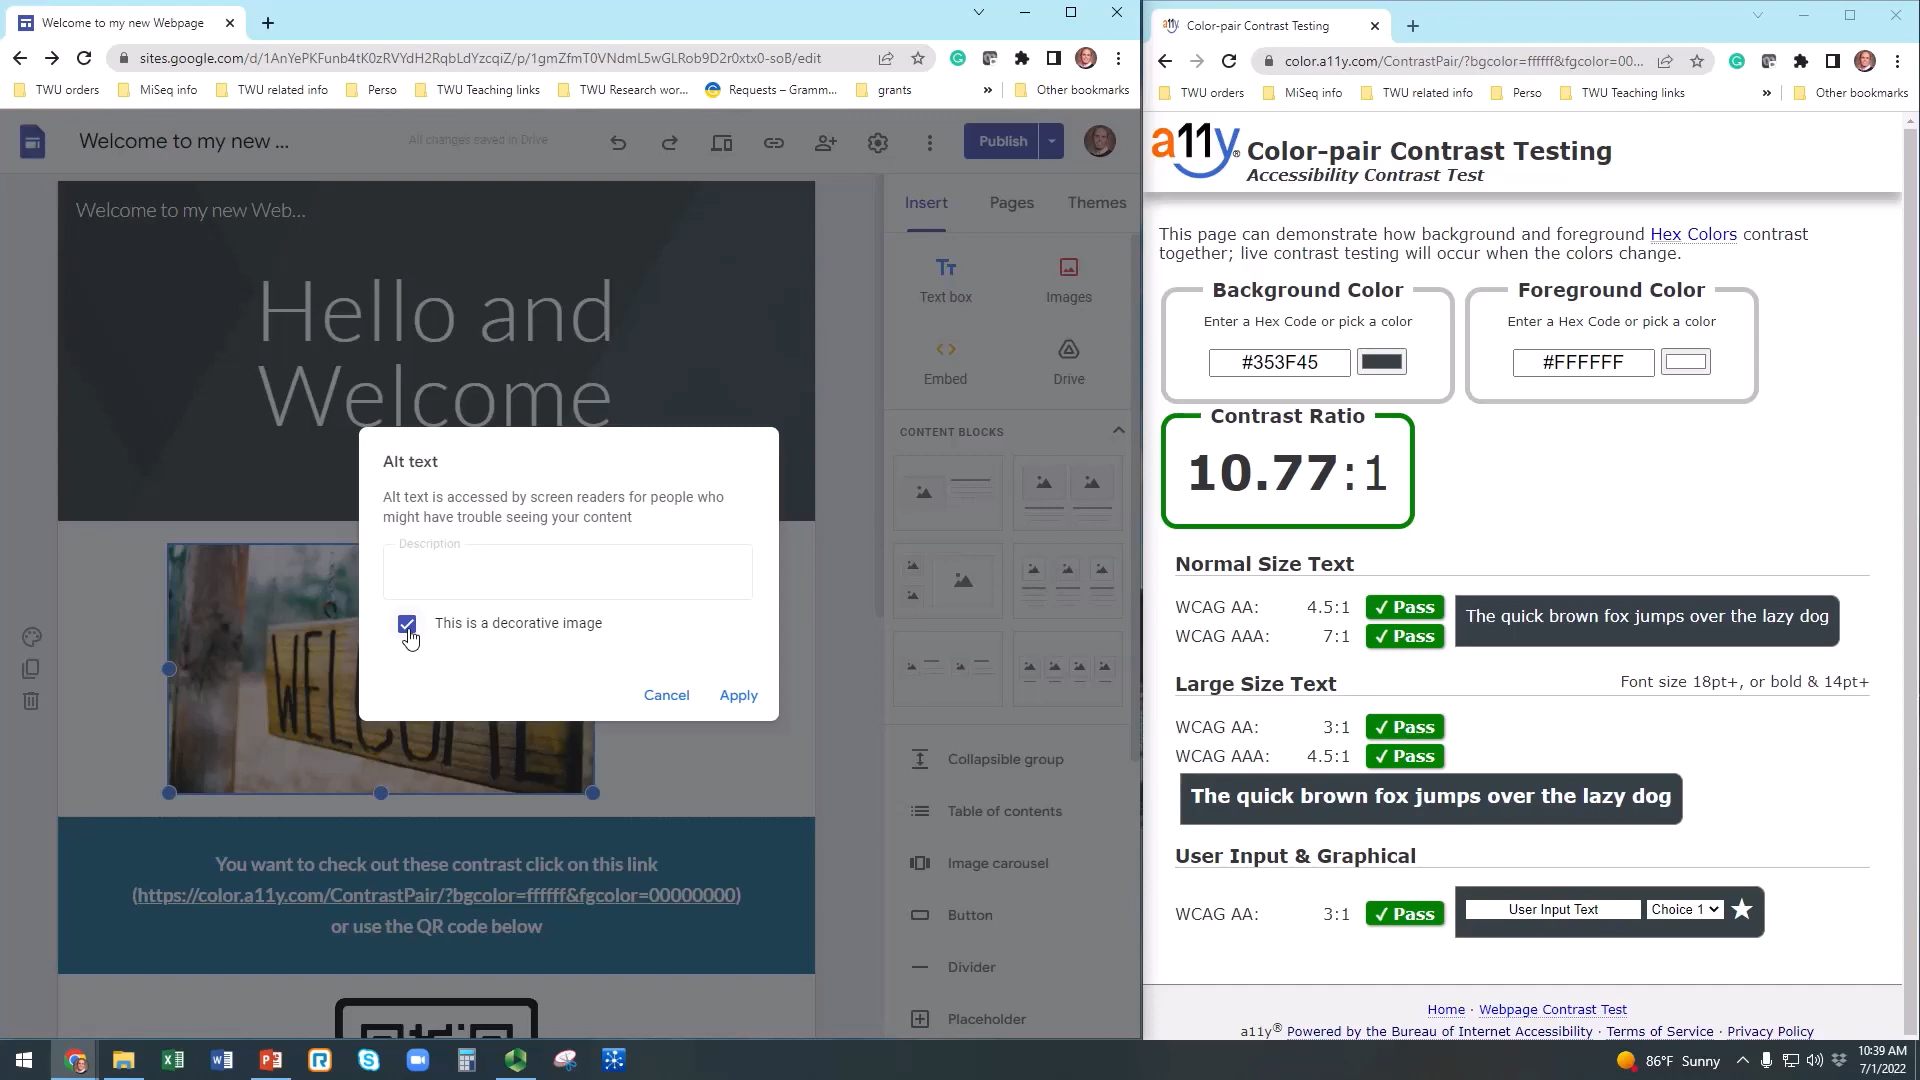 Welcome to my new Webpage
sites.google.com/d/1AnYePKFunb4tK0zRVYdH2RqbLdYzcqiZ/p/1gmZfmT0VNdmL5wGLRob9D2r0xtx0-soB/edit
TWU orders
MiSeq info
TWU related info
Perso
TWU Teaching links
TWU Research wor...
Requests – Gramm...
grants
»
Other bookmarks
Welcome to my new ...
All changes saved in Drive
Publish
Welcome to my new Web...
Hello and
Welcome
Insert
Pages
Themes
Text box
Images
Embed
Drive
CONTENT BLOCKS
Alt text
Alt text is accessed by screen readers for people who
might have trouble seeing your content
Description
This is a decorative image
Cancel
Apply
WELCOME
Collapsible group
Table of contents
Image carousel
Button
Divider
Placeholder
You want to check out these contrast click on this link
(https://color.a11y.com/ContrastPair/?bgcolor=ffffff&fgcolor=00000000)
or use the QR code below
a11y Color-pair Contrast Testing
color.a11y.com/ContrastPair/?bgcolor=ffffff&fgcolor=00...
TWU orders
MiSeq info
TWU related info
Perso
TWU Teaching links
»
Other bookmarks
a11y® Color-pair Contrast Testing
Accessibility Contrast Test
This page can demonstrate how background and foreground Hex Colors contrast
together; live contrast testing will occur when the colors change.
Background Color
Enter a Hex Code or pick a color
#353F45
Foreground Color
Enter a Hex Code or pick a color
#FFFFFF
Contrast Ratio
10.77:1
Normal Size Text
WCAG AA: 4.5:1 ✓ Pass
WCAG AAA: 7:1 ✓ Pass
The quick brown fox jumps over the lazy dog
Large Size Text
Font size 18pt+, or bold & 14pt+
WCAG AA: 3:1 ✓ Pass
WCAG AAA: 4.5:1 ✓ Pass
The quick brown fox jumps over the lazy dog
User Input & Graphical
WCAG AA: 3:1 ✓ Pass
User Input Text
Choice 1
Home · Webpage Contrast Test
a11y® Powered by the Bureau of Internet Accessibility · Terms of Service · Privacy Policy
86°F Sunny
10:39 AM
7/1/2022